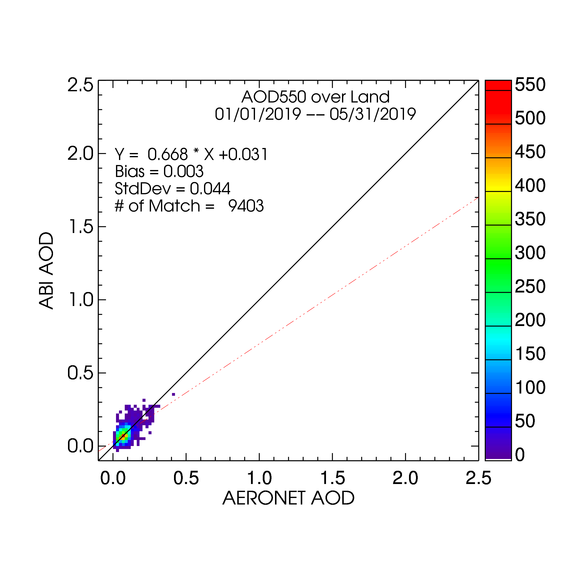 AOD550 over Land
01/01/2019 -- 05/31/2019
Y = 0.668 * X +0.031
Bias = 0.003
StdDev = 0.044
# of Match = 9403
2.5
2.0
1.5
1.0
0.5
0.0
ABI AOD
0.0 0.5 1.0 1.5 2.0 2.5
AERONET AOD
550
500
450
400
350
300
250
200
150
100
50
0